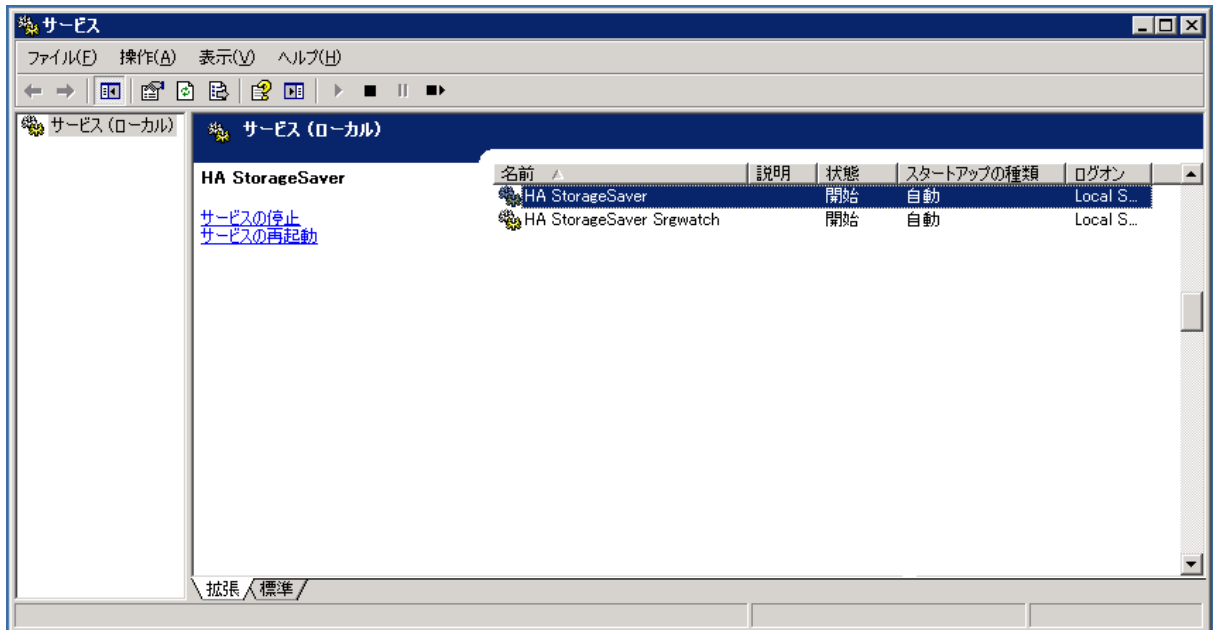 サービス
ファイル(F) 操作(A) 表示(V) ヘルプ(H)
サービス (ローカル)
サービス (ローカル)
HA StorageSaver
サービスの停止
サービスの再起動
名前 説明 状態 スタートアップの種類 ログオン
HA StorageSaver 開始 自動 Local S...
HA StorageSaver Srgwatch 開始 自動 Local S...
拡張 標準